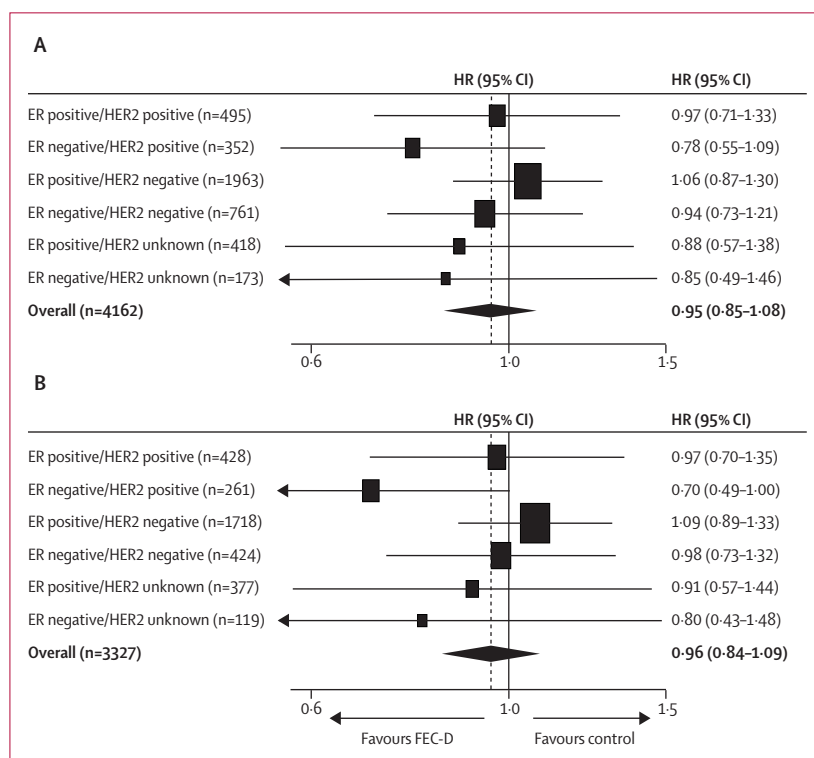 A
HR (95% CI) HR (95% CI)
ER positive/HER2 positive (n=495) 0·97 (0·71–1·33)
ER negative/HER2 positive (n=352) 0·78 (0·55–1·09)
ER positive/HER2 negative (n=1963) 1·06 (0·87–1·30)
ER negative/HER2 negative (n=761) 0·94 (0·73–1·21)
ER positive/HER2 unknown (n=418) 0·88 (0·57–1·38)
ER negative/HER2 unknown (n=173) 0·85 (0·49–1·46)
Overall (n=4162) 0·95 (0·85–1·08)
0·6 1·0 1·5
B
HR (95% CI) HR (95% CI)
ER positive/HER2 positive (n=428) 0·97 (0·70–1·35)
ER negative/HER2 positive (n=261) 0·70 (0·49–1·00)
ER positive/HER2 negative (n=1718) 1·09 (0·89–1·33)
ER negative/HER2 negative (n=424) 0·98 (0·73–1·32)
ER positive/HER2 unknown (n=377) 0·91 (0·57–1·44)
ER negative/HER2 unknown (n=119) 0·80 (0·43–1·48)
Overall (n=3327) 0·96 (0·84–1·09)
0·6 1·0 1·5
Favours FEC-D Favours control